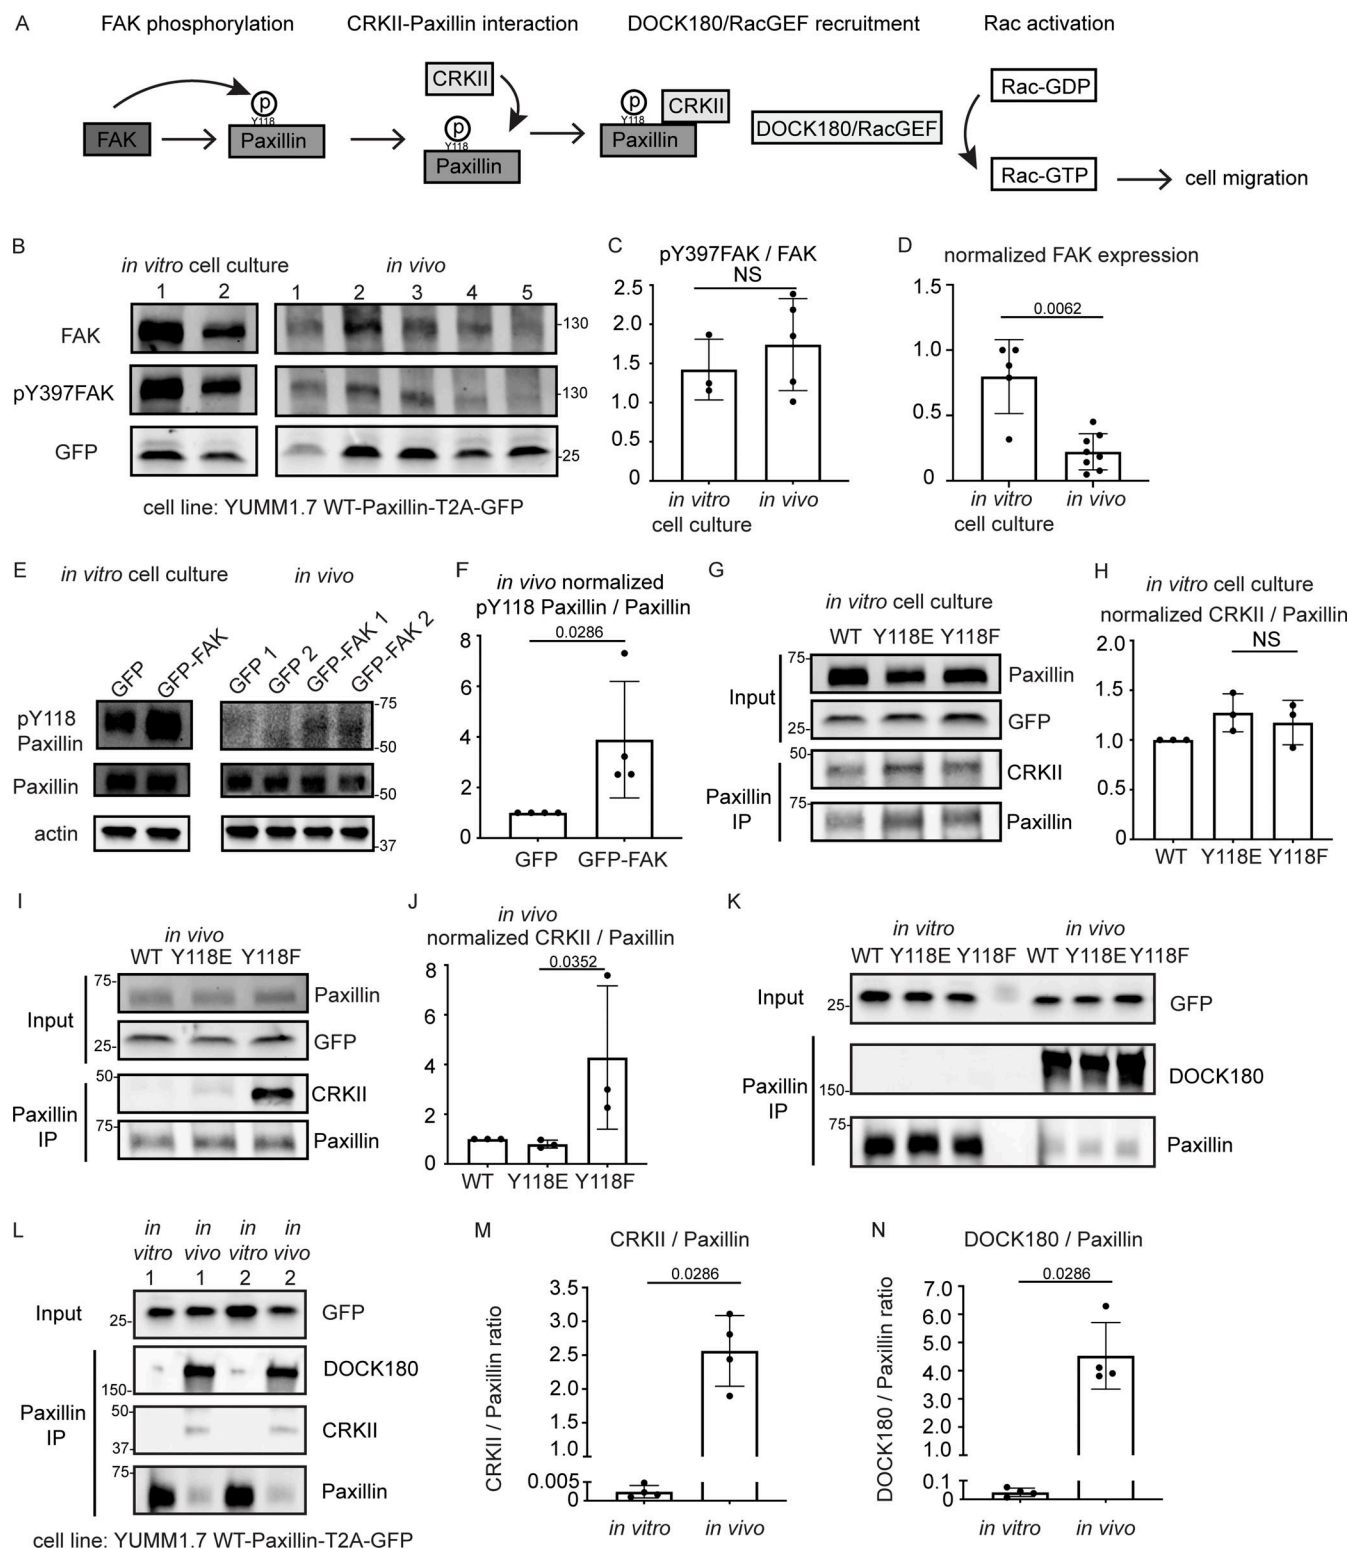 A
FAK phosphorylation
CRKII-Paxillin interaction
DOCK180/RacGEF recruitment
Rac activation
FAK
p
Y118
Paxillin
CRKII
p
Y118
Paxillin
p
Y118
CRKII
Paxillin
DOCK180/RacGEF
Rac-GDP
Rac-GTP
cell migration
B
in vitro cell culture
in vivo
1 2 1 2 3 4 5
FAK
-130
pY397FAK
-130
GFP
-25
cell line: YUMM1.7 WT-Paxillin-T2A-GFP
C
pY397FAK / FAK
NS
2.5
2.0
1.5
1.0
0.5
0
in vitro
cell culture
in vivo
D
normalized FAK expression
0.0062
1.5
1.0
0.5
0
in vitro
cell culture
in vivo
E
in vitro cell culture
in vivo
GFP
GFP-FAK
GFP 1
GFP 2
GFP-FAK 1
GFP-FAK 2
pY118
Paxillin
-75
-50
Paxillin
-50
actin
-37
F
in vivo normalized
pY118 Paxillin / Paxillin
0.0286
8
6
4
2
0
GFP
GFP-FAK
G
in vitro cell culture
WT Y118E Y118F
Input
75-
Paxillin
25-
GFP
Paxillin
IP
50-
CRKII
75-
Paxillin
H
in vitro cell culture
normalized CRKII / Paxillin
NS
2.0
1.5
1.0
0.5
0
WT Y118E Y118F
I
in vivo
WT Y118E Y118F
Input
75-
Paxillin
25-
GFP
Paxillin
IP
50-
CRKII
75-
Paxillin
J
in vivo
normalized CRKII / Paxillin
0.0352
8
6
4
2
0
WT Y118E Y118F
K
in vitro
in vivo
WT Y118E Y118F WT Y118E Y118F
Input
25-
GFP
Paxillin
IP
150-
DOCK180
75-
Paxillin
L
in vitro in vivo in vitro in vivo
1 1 2 2
Input
25-
GFP
Paxillin
IP
DOCK180
150-
50-
CRKII
37-
75-
Paxillin
cell line: YUMM1.7 WT-Paxillin-T2A-GFP
M
CRKII / Paxillin
0.0286
CRKII / Paxillin ratio
3.5
3.0
2.5
2.0
1.5
1.0
0.005
0
in vitro
in vivo
N
DOCK180 / Paxillin
0.0286
DOCK180 / Paxillin ratio
7.0
6.0
5.0
4.0
3.0
2.0
1.0
0.1
0
in vitro
in vivo